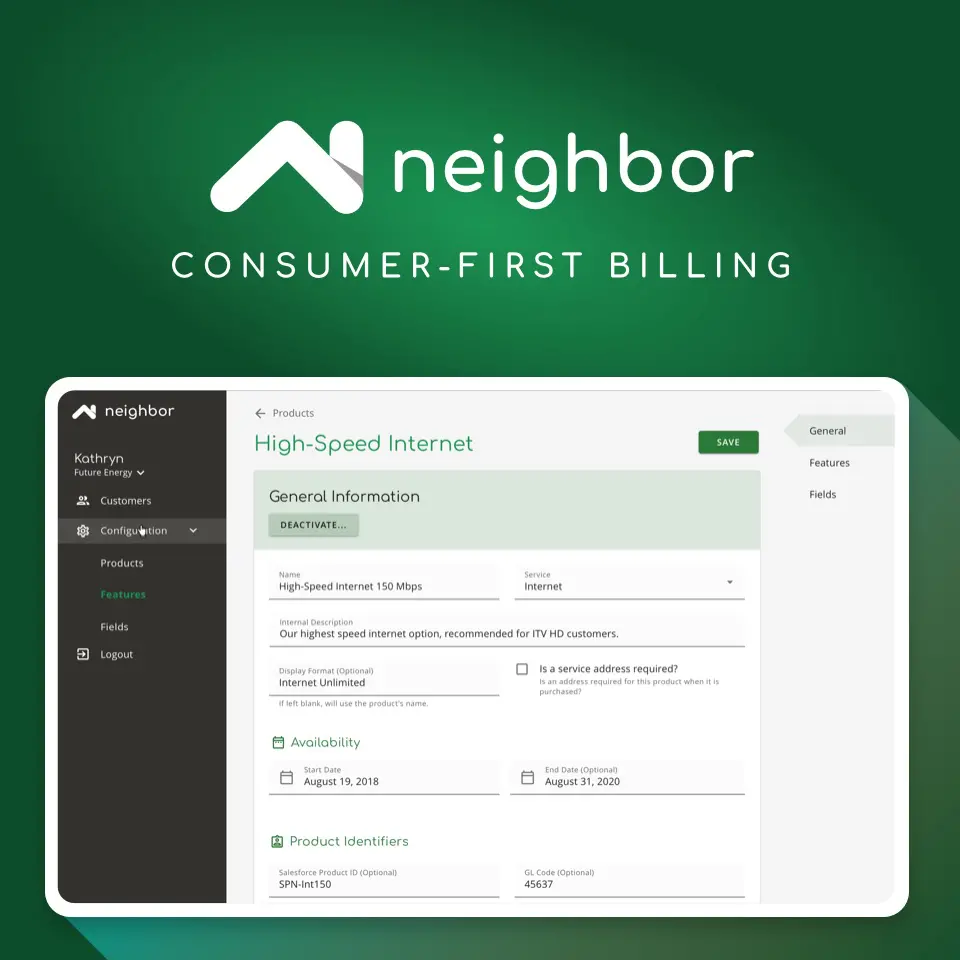 neighbor
CONSUMER-FIRST BILLING
neighbor
Kathryn
Future Energy
Customers
Configuration
Products
Features
Fields
Logout
Products
High-Speed Internet
SAVE
General Information
DEACTIVATE...
Name
High-Speed Internet 150 Mbps
Service
Internet
Internal Description
Our highest speed internet option, recommended for ITV HD customers.
Display Format (Optional)
Internet Unlimited
If left blank, will use the product's name.
Is a service address required?
Is an address required for this product when it is
purchased?
Availability
Start Date
August 19, 2018
End Date (Optional)
August 31, 2020
Product Identifiers
Salesforce Product ID (Optional)
SPN-Int150
GL Code (Optional)
45637
General
Features
Fields